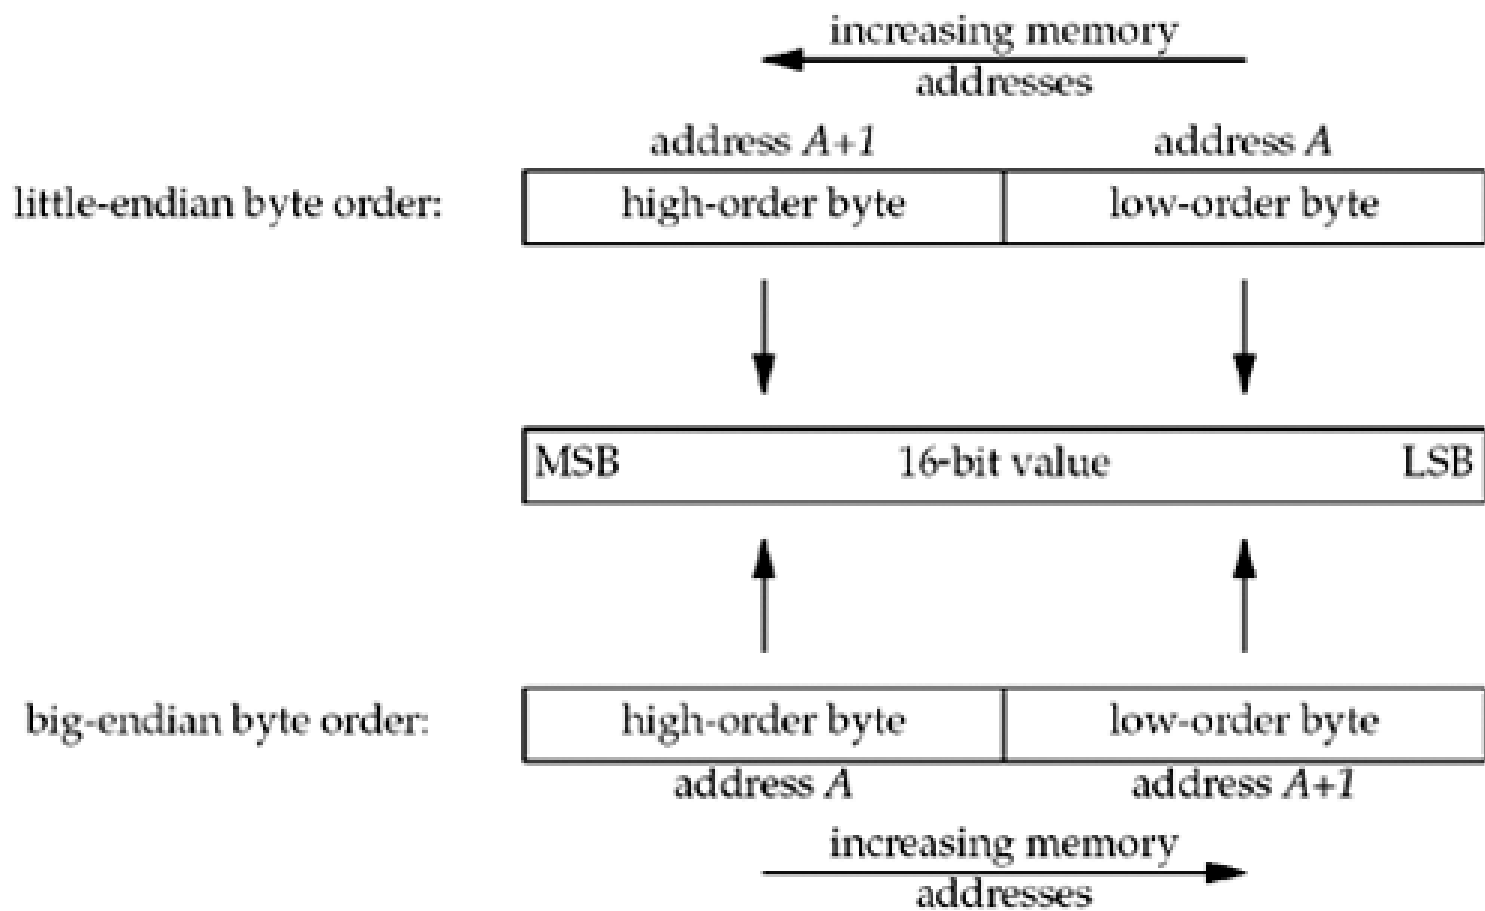 increasing memory
addresses
address A+1 address A
little-endian byte order: high-order byte low-order byte
MSB 16-bit value LSB
big-endian byte order: high-order byte low-order byte
address A address A+1
increasing memory
addresses